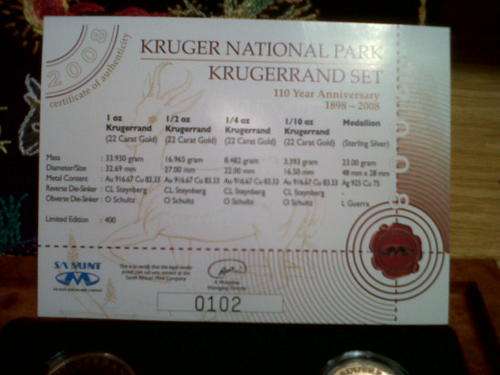 2008
certificate of authenticity
KRUGER NATIONAL PARK
KRUGERRAND SET
110 Year Anniversary
1898 - 2008
1 oz 1/2 oz 1/4 oz 1/10 oz Medallion
Krugerrand Krugerrand Krugerrand Krugerrand
(22 Carat Gold) (22 Carat Gold) (22 Carat Gold) (22 Carat Gold) (Sterling Silver)
Mass : 33.930 gram 16.965 gram 8.482 gram 3.393 gram 23.00 gram
Diameter/Size : 32.69 mm 27.00 mm 22.00 mm 16.50 mm 48 mm x 28 mm
Metal Content : Au 916.67 Cu 83.33 Au 916.67 Cu 83.33 Au 916.67 Cu 83.33 Au 916.67 Cu 83.33 Ag 925 Cu 75
Reverse De-Sinker : CL Steynberg CL Steynberg CL Steynberg CL Steynberg -
Obverse De-Sinker : O Schultz O Schultz O Schultz O Schultz L Guerra
Limited Edition : 400
SA MINT
Managing Director
0102